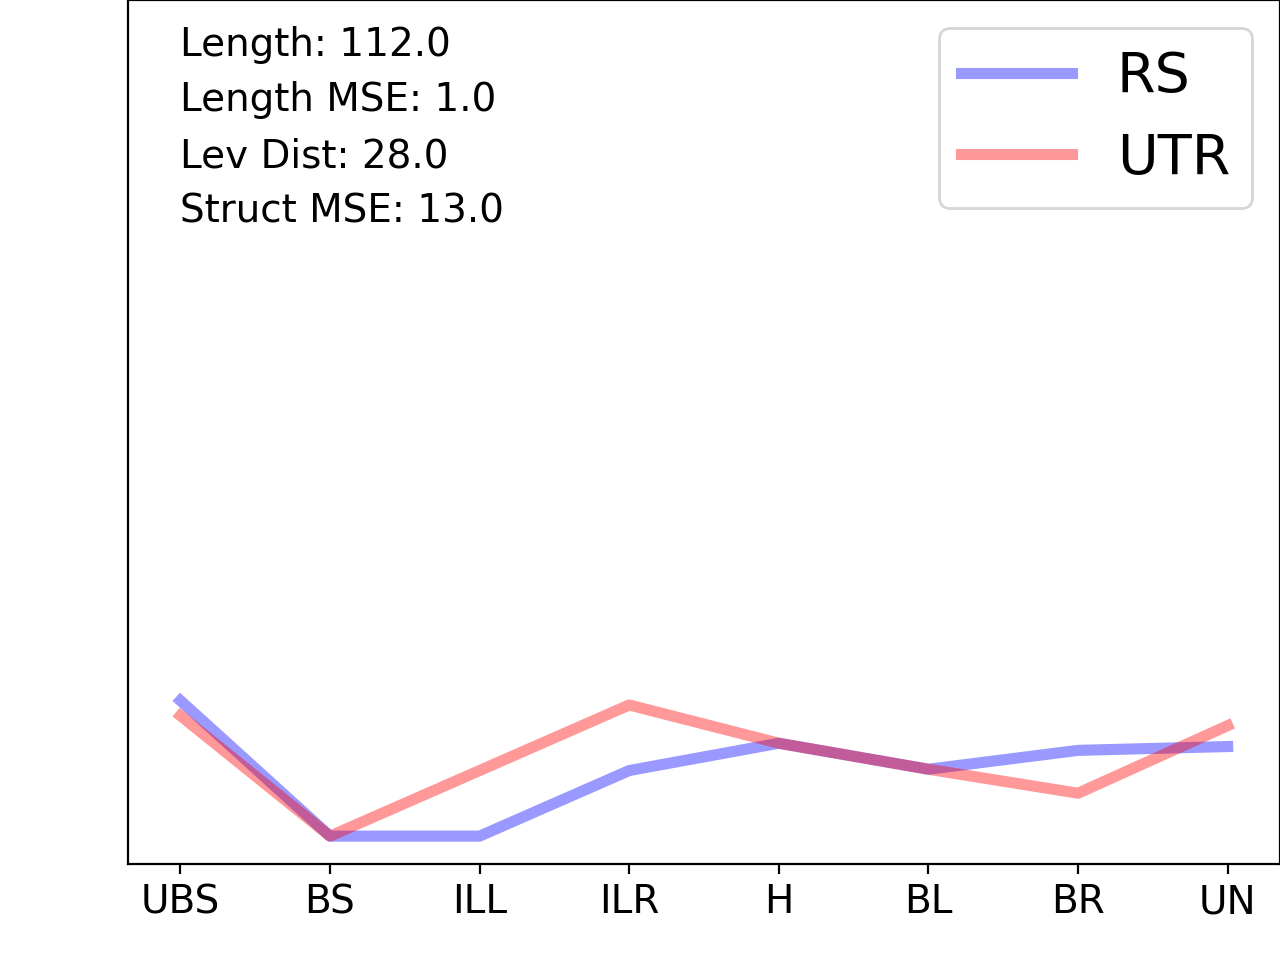 Length: 112.0
Length MSE: 1.0
Lev Dist: 28.0
Struct MSE: 13.0
RS
UTR
UBS BS ILL ILR H BL BR UN